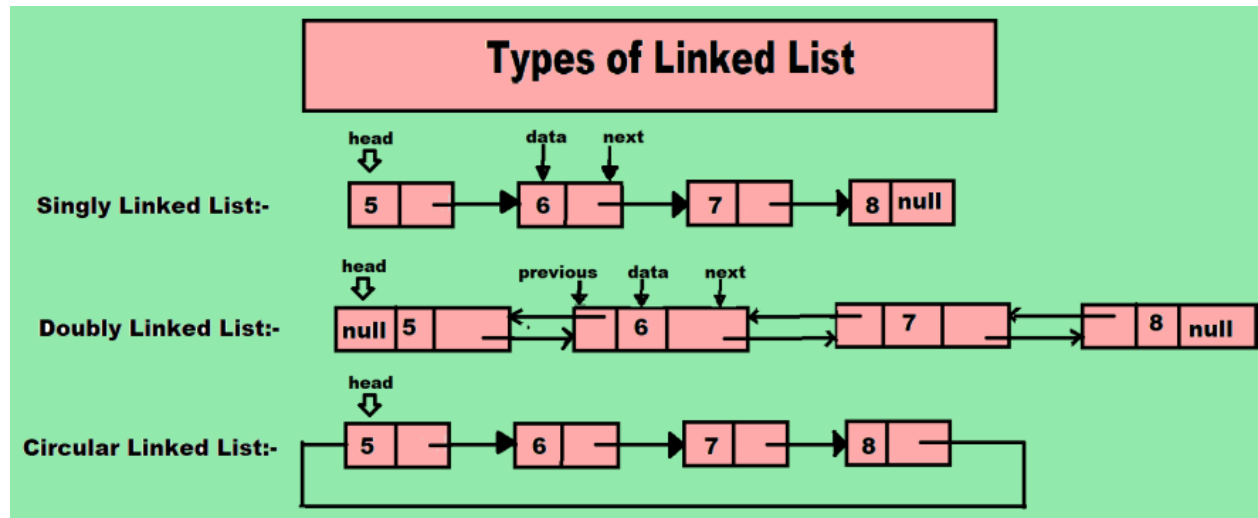 Types of Linked List
head data next
Singly Linked List:- 5 6 7 8 null
head previous data next
Doubly Linked List:- null 5 6 7 8 null
head
Circular Linked List:- 5 6 7 8